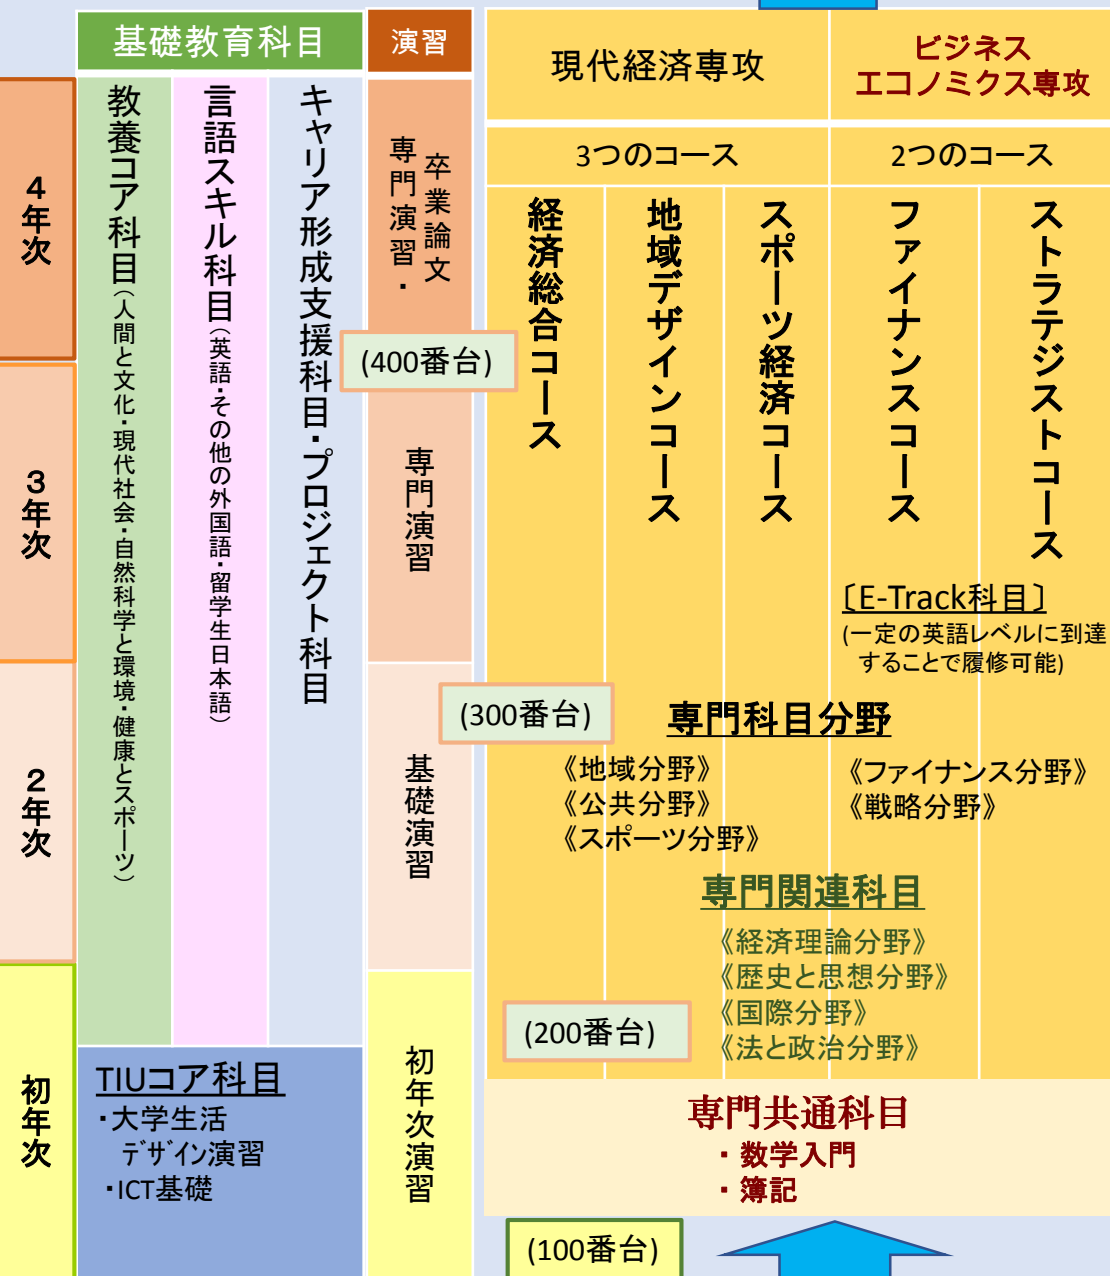 基礎教育科目
演習
現代経済専攻
ビジネス
エコノミクス専攻
3つのコース
2つのコース
4年次
3年次
2年次
初年次
教養コア科目(人間と文化・現代社会・自然科学と環境・健康とスポーツ)
言語スキル科目(英語・その他の外国語・留学生日本語)
キャリア形成支援科目・プロジェクト科目
専門演習・
卒業論文
専門演習
基礎演習
初年次演習
経済総合コース
地域デザインコース
スポーツ経済コース
ファイナンスコース
ストラテジストコース
(400番台)
〔E-Track科目〕
(一定の英語レベルに到達
することで履修可能)
(300番台)
専門科目分野
《地域分野》
《公共分野》
《スポーツ分野》
《ファイナンス分野》
《戦略分野》
専門関連科目
《経済理論分野》
《歴史と思想分野》
《国際分野》
《法と政治分野》
(200番台)
TIUコア科目
・大学生活
デザイン演習
・ICT基礎
専門共通科目
・数学入門
・簿記
(100番台)